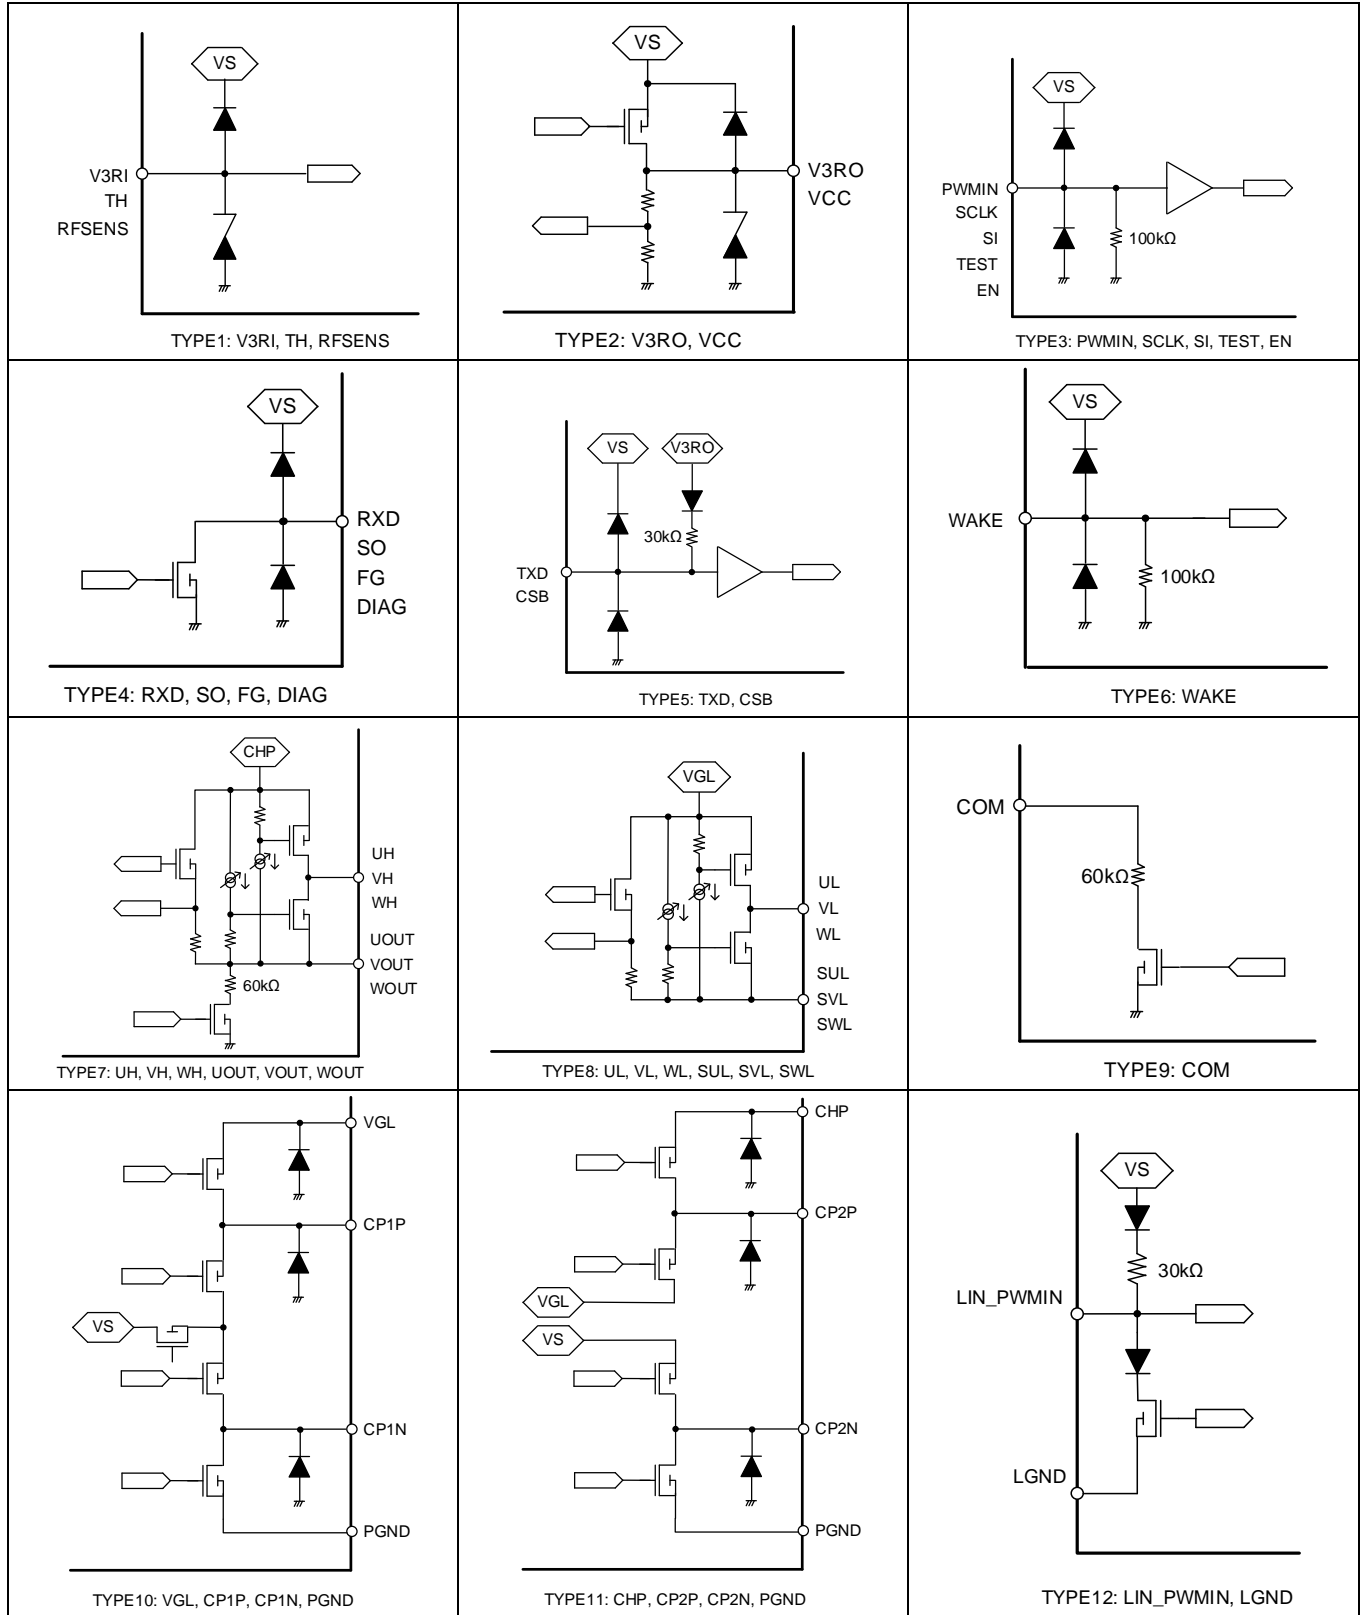 VS
V3RI
TH
RFSENS
TYPE1: V3RI, TH, RFSENS
VS
V3RO
VCC
TYPE2: V3RO, VCC
VS
PWMIN
SCLK
SI
TEST
EN
100kΩ
TYPE3: PWMIN, SCLK, SI, TEST, EN
VS
RXD
SO
FG
DIAG
TYPE4: RXD, SO, FG, DIAG
VS V3RO
30kΩ
TXD
CSB
TYPE5: TXD, CSB
VS
WAKE
100kΩ
TYPE6: WAKE
CHP
UH
VH
WH
UOUT
VOUT
WOUT
60kΩ
TYPE7: UH, VH, WH, UOUT, VOUT, WOUT
VGL
UL
VL
WL
SUL
SVL
SWL
TYPE8: UL, VL, WL, SUL, SVL, SWL
COM
60kΩ
TYPE9: COM
VGL
CP1P
VS
CP1N
PGND
TYPE10: VGL, CP1P, CP1N, PGND
CHP
CP2P
VGL
VS
CP2N
PGND
TYPE11: CHP, CP2P, CP2N, PGND
VS
30kΩ
LIN_PWMIN
LGND
TYPE12: LIN_PWMIN, LGND